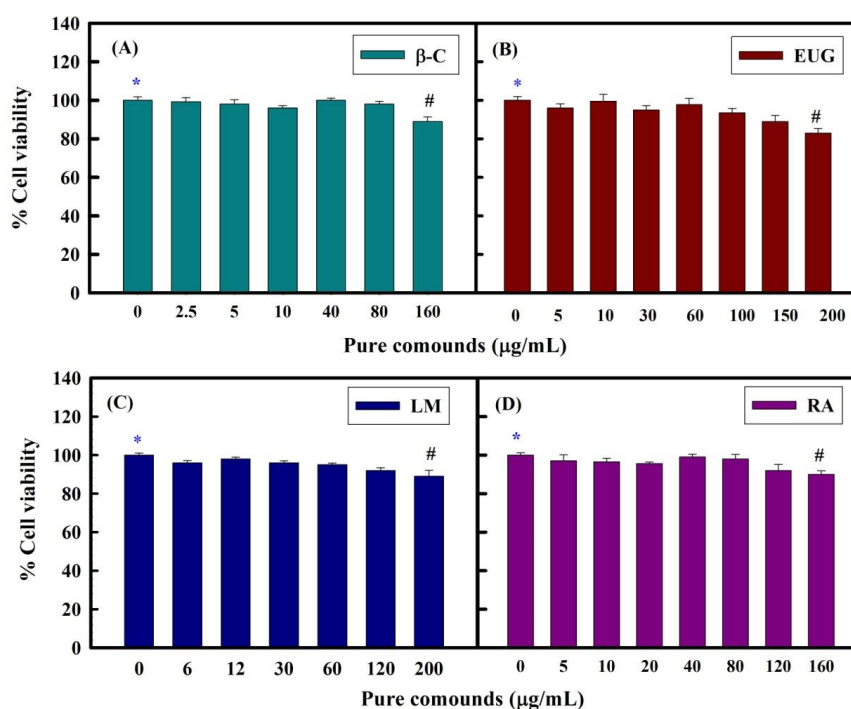 (A)
β-C
*
#
140
120
100
80
60
40
20
0
% Cell viability
0 2.5 5 10 40 80 160
(B)
EUG
*
#
0 5 10 30 60 100 150 200
Pure comounds (μg/mL)
(C)
LM
*
#
140
120
100
80
60
40
20
0
% Cell viability
0 6 12 30 60 120 200
(D)
RA
*
#
0 5 10 20 40 80 120 160
Pure comounds (μg/mL)